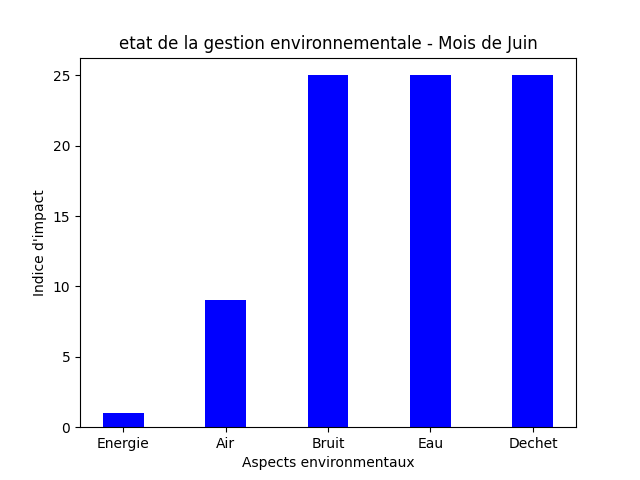 etat de la gestion environnementale - Mois de Juin
Indice d'impact
25
20
15
10
5
0
Energie Air Bruit Eau Dechet
Aspects environmentaux